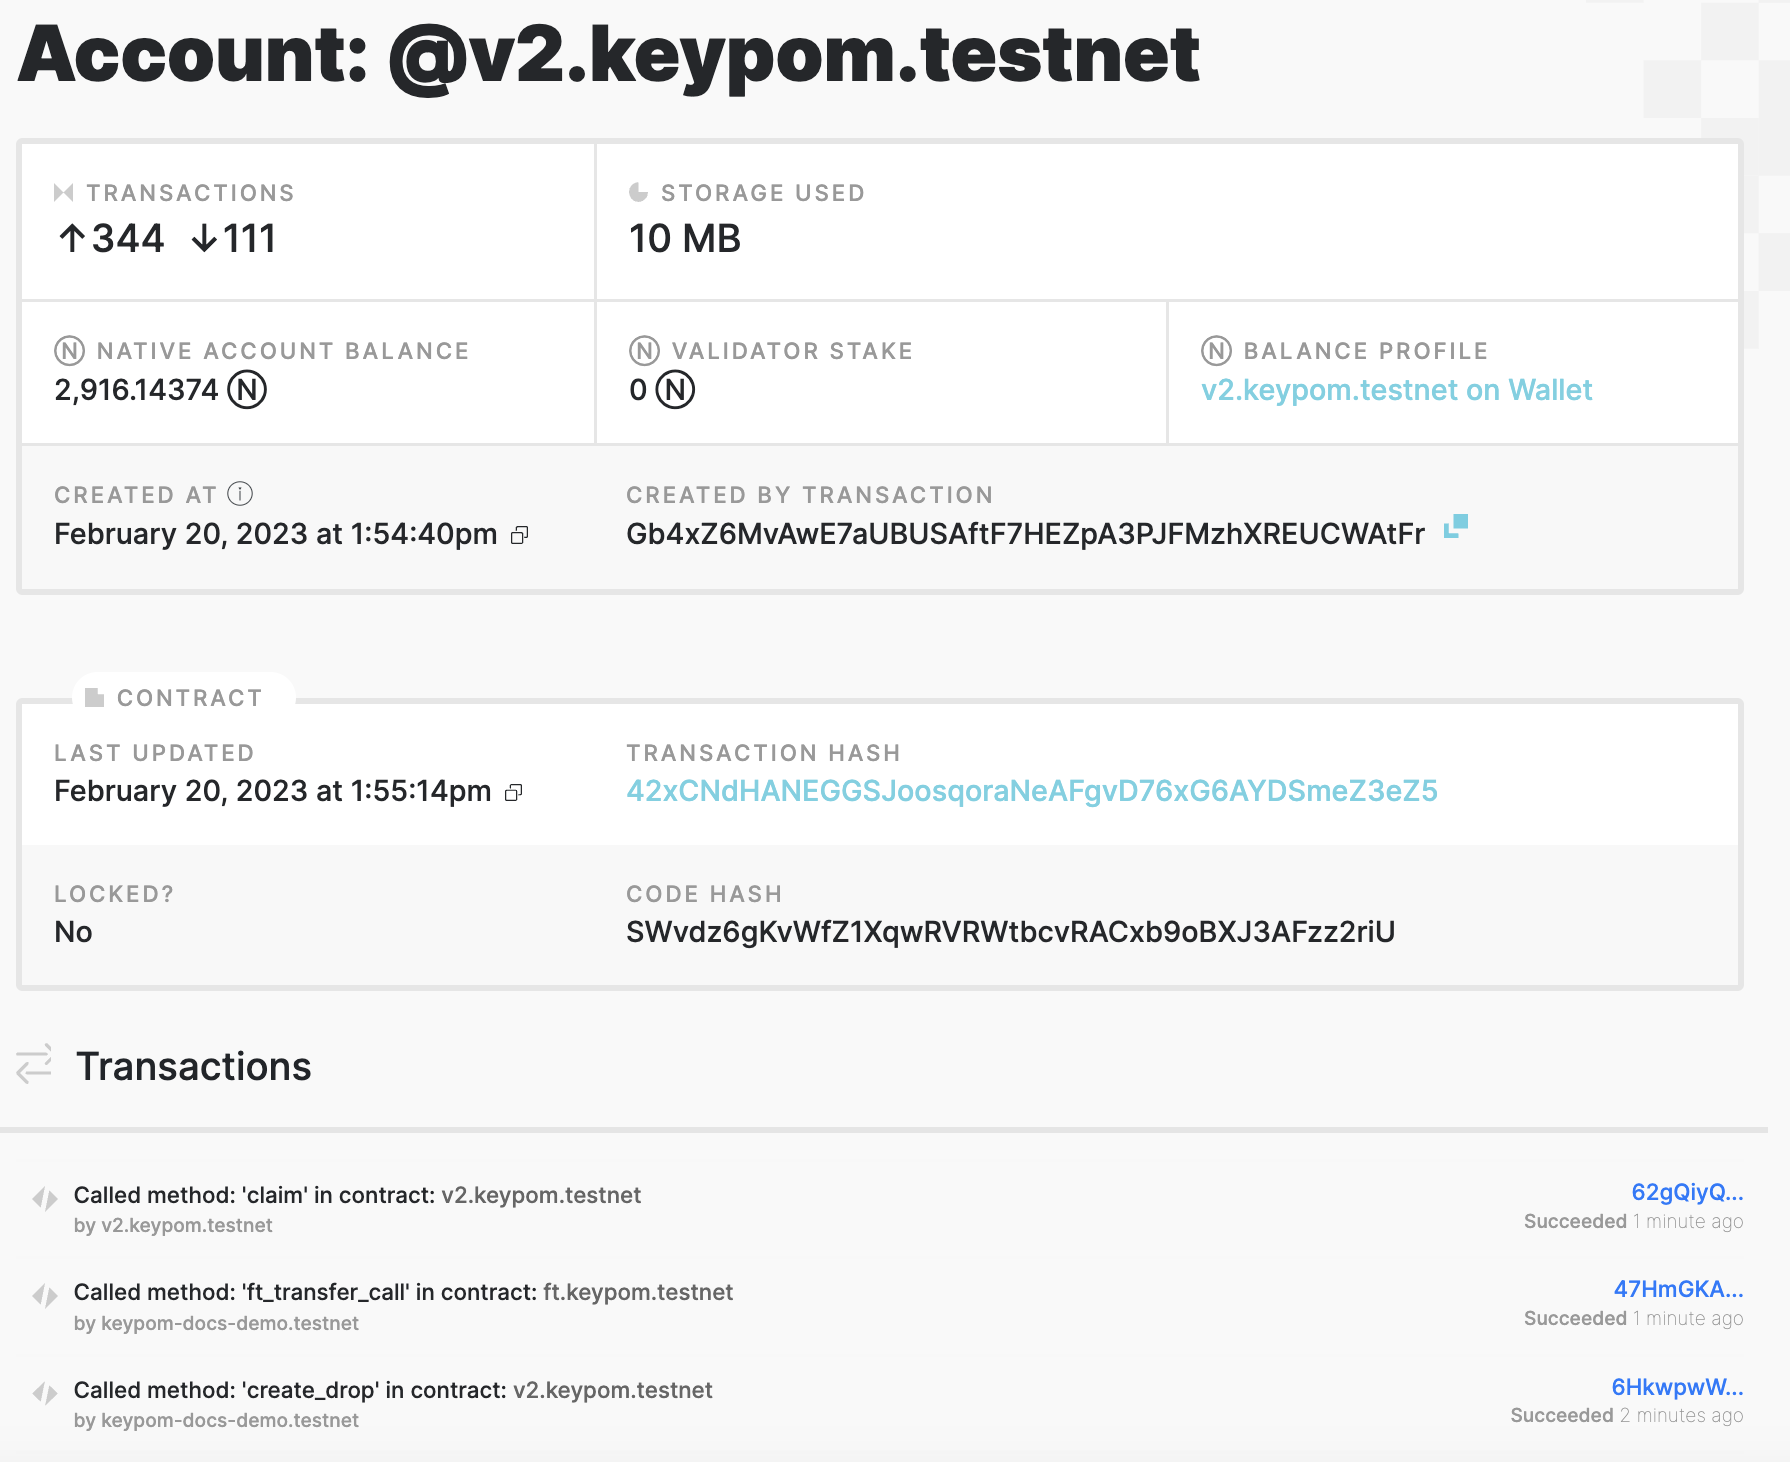 Account: @v2.keypom.testnet
TRANSACTIONS
↑344 ↓111
STORAGE USED
10 MB
NATIVE ACCOUNT BALANCE
2,916.14374 Ⓝ
VALIDATOR STAKE
0 Ⓝ
BALANCE PROFILE
v2.keypom.testnet on Wallet
CREATED AT
February 20, 2023 at 1:54:40pm
CREATED BY TRANSACTION
Gb4xZ6MvAwE7aUBUSAftF7HEZpA3PJFMzhXREUCWAtFr
CONTRACT
LAST UPDATED
February 20, 2023 at 1:55:14pm
TRANSACTION HASH
42xCNdHANEGGSJoosqoraNeAFgvD76xG6AYDSmeZ3eZ5
LOCKED?
No
CODE HASH
SWvdz6gKvWfZ1XqwRVRWtbcvRACxb9oBXJ3AFzz2riU
Transactions
Called method: 'claim' in contract: v2.keypom.testnet
by v2.keypom.testnet
62gQiyQ...
Succeeded 1 minute ago
Called method: 'ft_transfer_call' in contract: ft.keypom.testnet
by keypom-docs-demo.testnet
47HmGKA...
Succeeded 1 minute ago
Called method: 'create_drop' in contract: v2.keypom.testnet
by keypom-docs-demo.testnet
6HkwpwW...
Succeeded 2 minutes ago